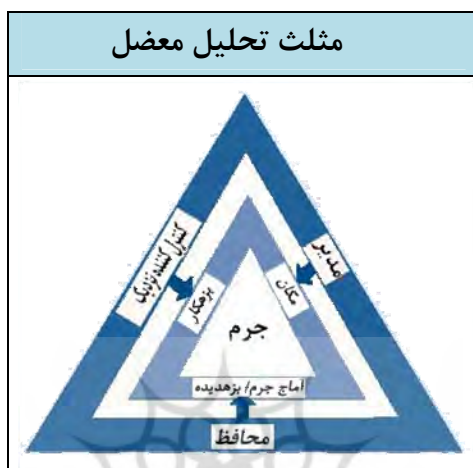 مثلث تحلیل معضل
کنترل کننده نزدیک
مدیر
بزهکار
مکان
جرم
آماج جرم/ بزهدیده
محافظ